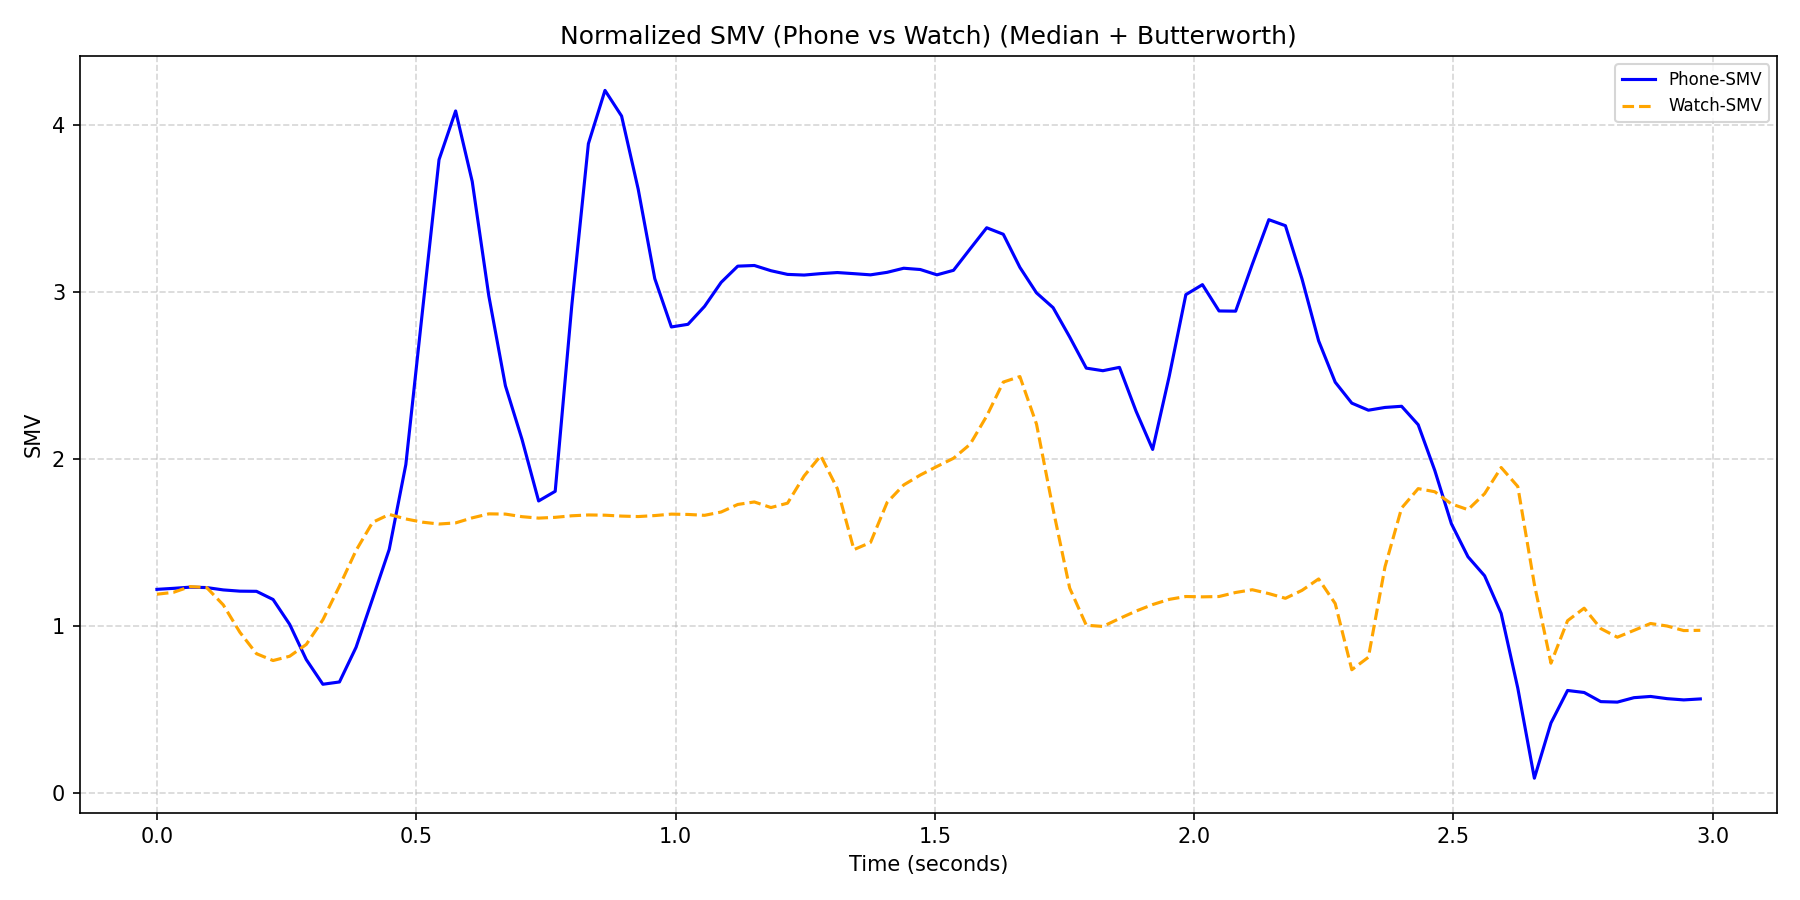 Normalized SMV (Phone vs Watch) (Median + Butterworth)
Phone-SMV
Watch-SMV
SMV
4
3
2
1
0
0.0
0.5
1.0
1.5
2.0
2.5
3.0
Time (seconds)